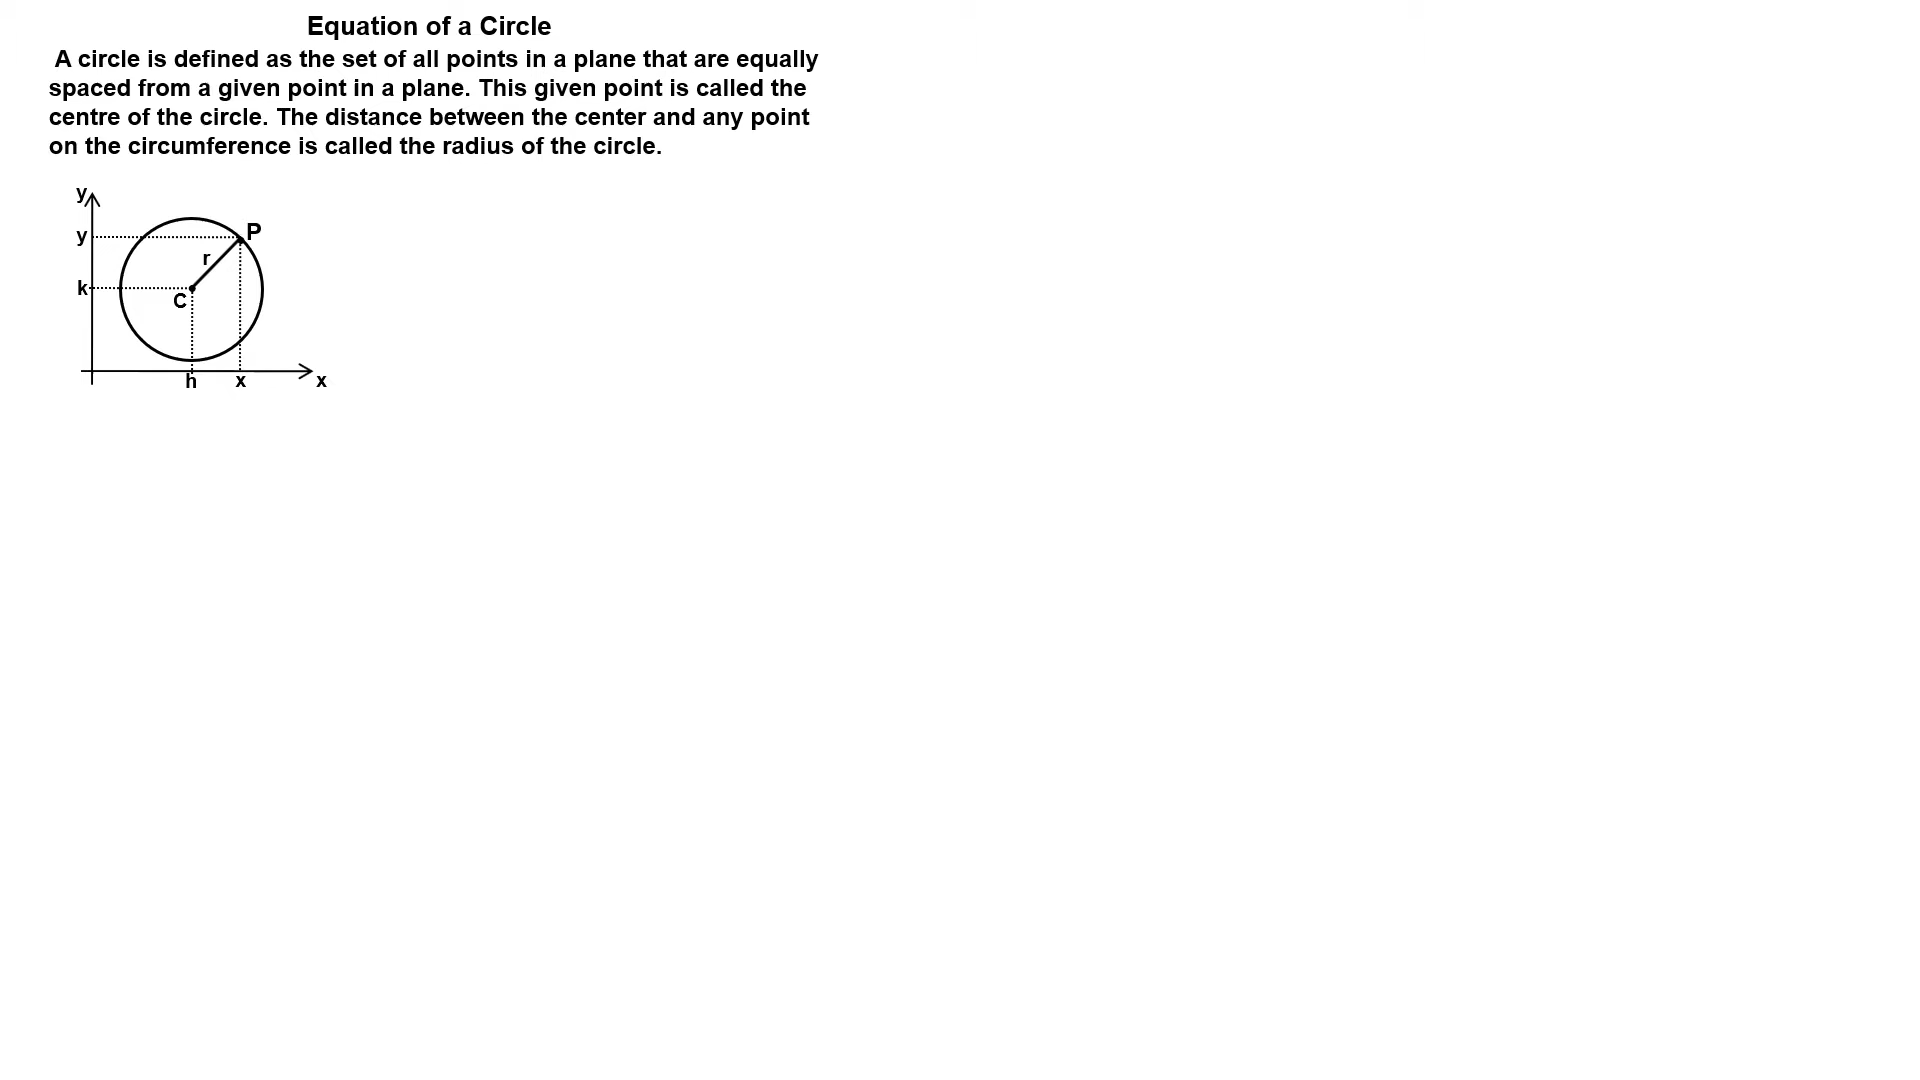 Equation of a Circle
A circle is defined as the set of all points in a plane that are equally
spaced from a given point in a plane. This given point is called the
centre of the circle. The distance between the center and any point
on the circumference is called the radius of the circle.
y
y
P
r
k
C
h
x
x